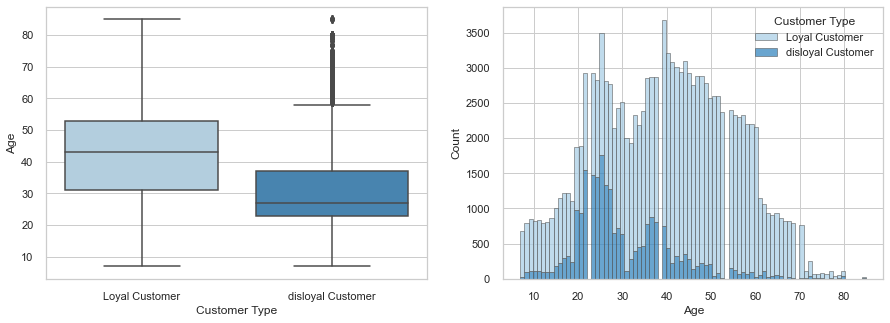 80
70
60
50
40
30
20
10
Age
Loyal Customer disloyal Customer
Customer Type
3500
3000
2500
2000
1500
1000
500
0
Count
Customer Type
Loyal Customer
disloyal Customer
10 20 30 40 50 60 70 80
Age